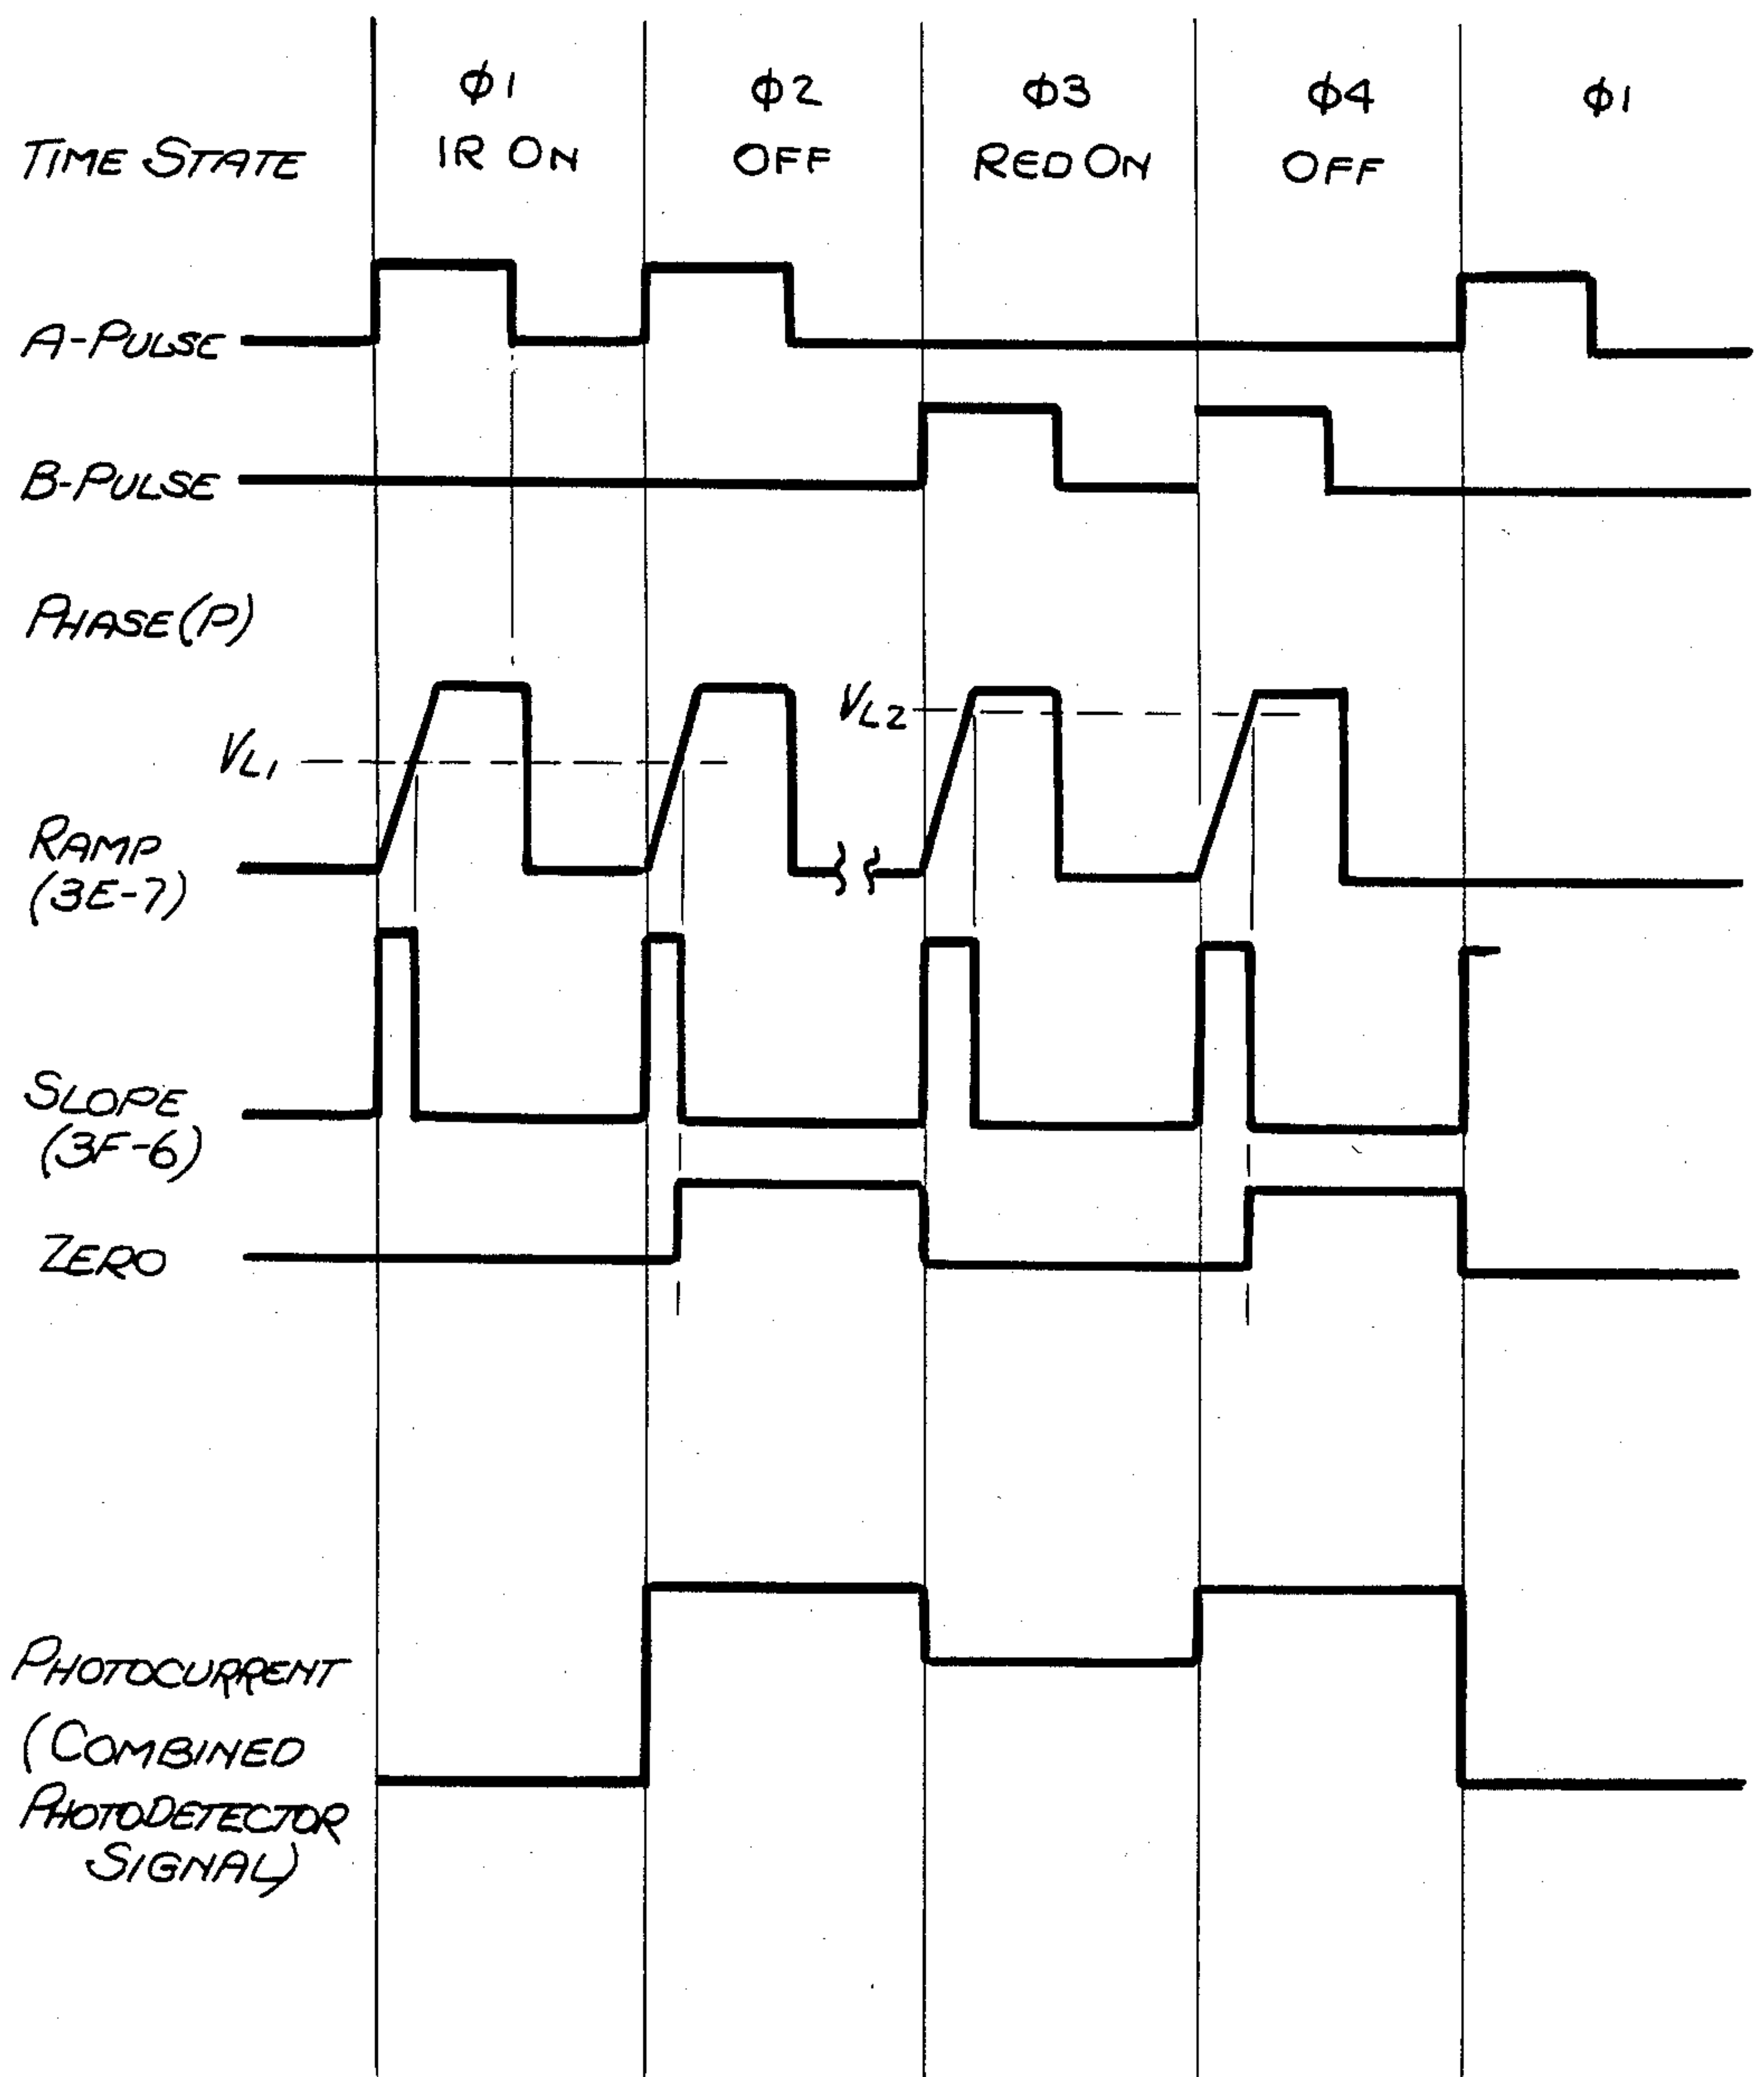 φ1 φ2 φ3 φ4 φ1
TIME STATE IR ON OFF RED ON OFF
A-PULSE
B-PULSE
PHASE(P)
VL2
VL1
RAMP
(3E-7)
SLOPE
(3F-6)
ZERO
PHOTOCURRENT
(COMBINED
PHOTODETECTOR
SIGNAL)